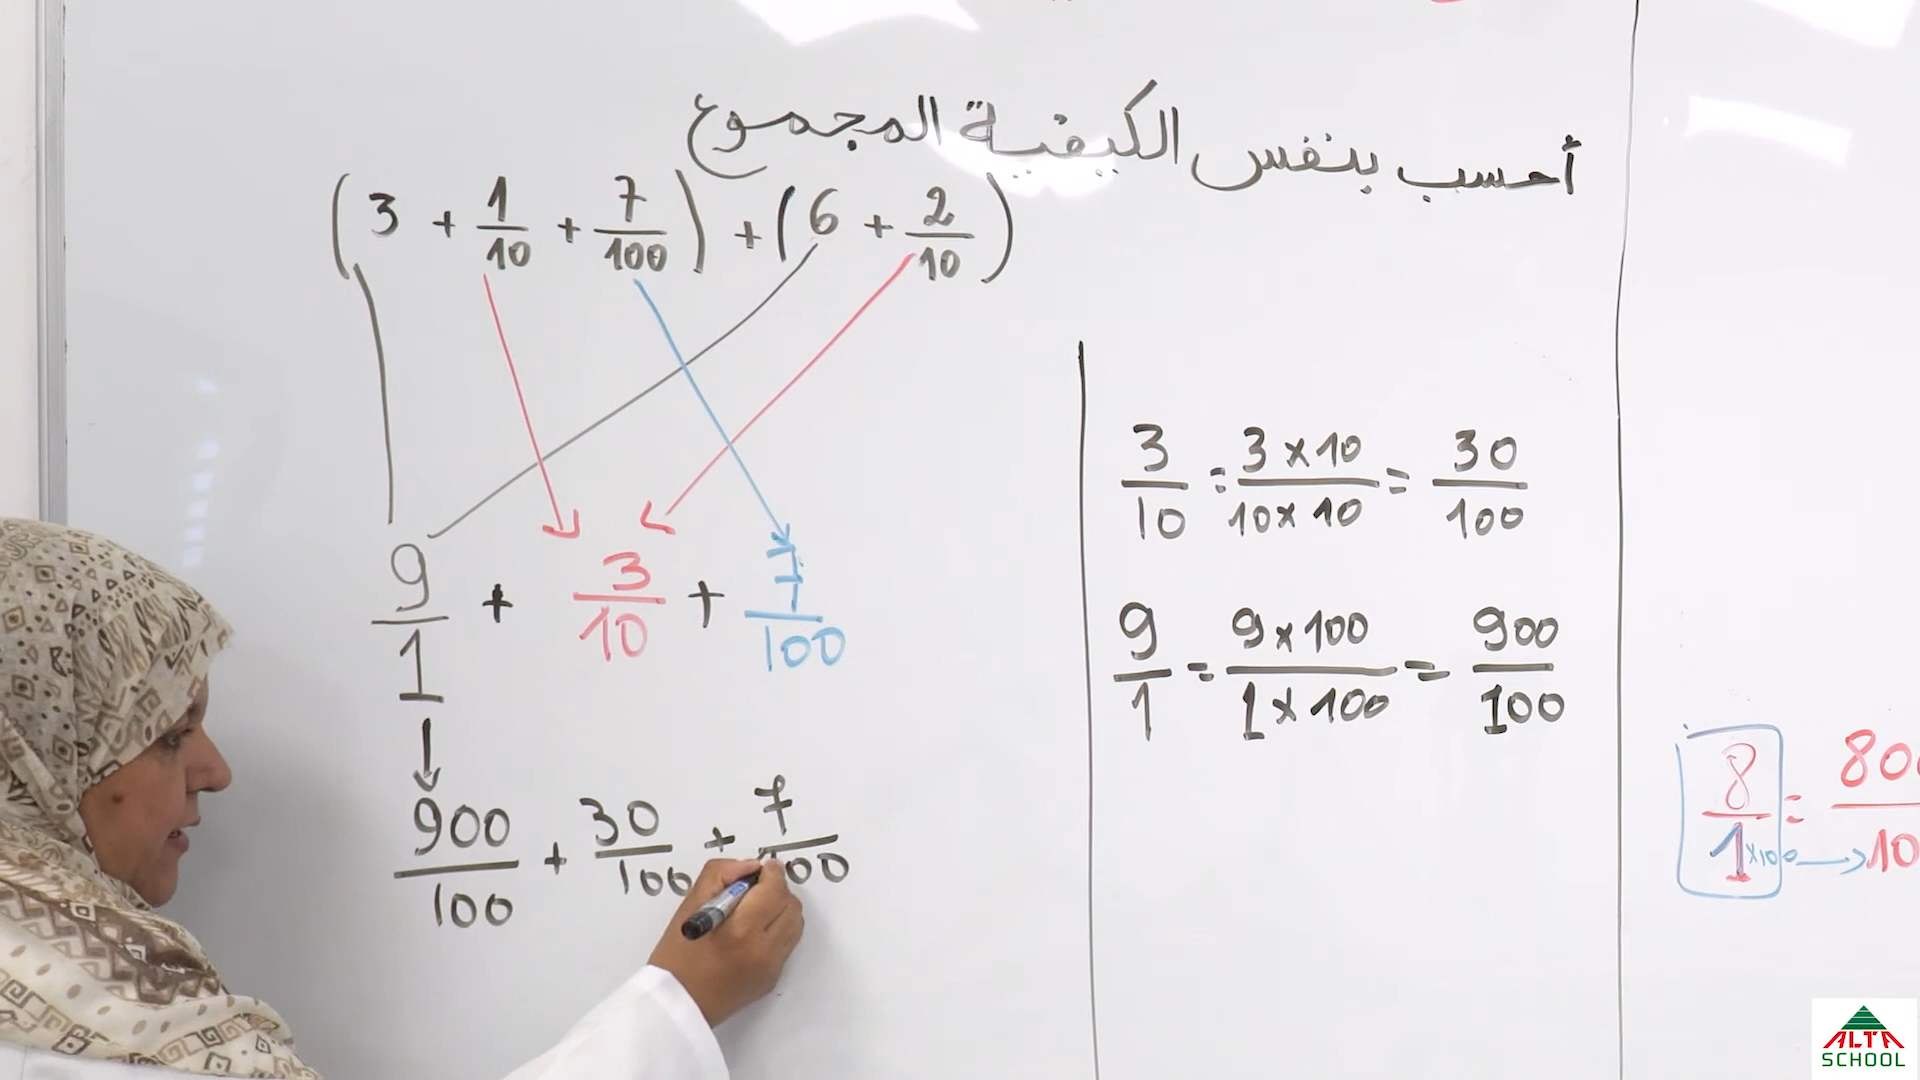 أحسب بنفس الكيفية المجموع
(3 + 1/10 + 7/100) + (6 + 2/10)
9/1 + 3/10 + 7/100
900/100 + 30/100 + 7/100
3/10 = 3 × 10/10 × 10 = 30/100
9/1 = 9 × 100/1 × 100 = 900/100
8/1 =
×100
ALTA
SCHOOL